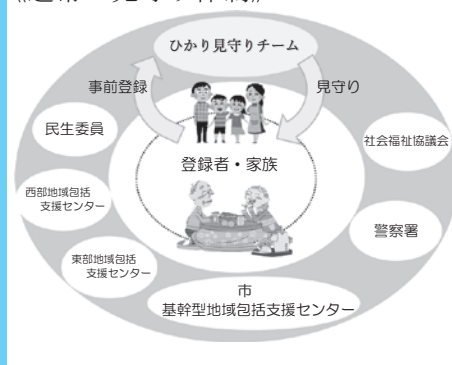 ひかり見守りチーム
事前登録
見守り
民生委員
社会福祉協議会
登録者・家族
西部地域包括
支援センター
警察署
東部地域包括
支援センター
市
基幹型地域包括支援センター